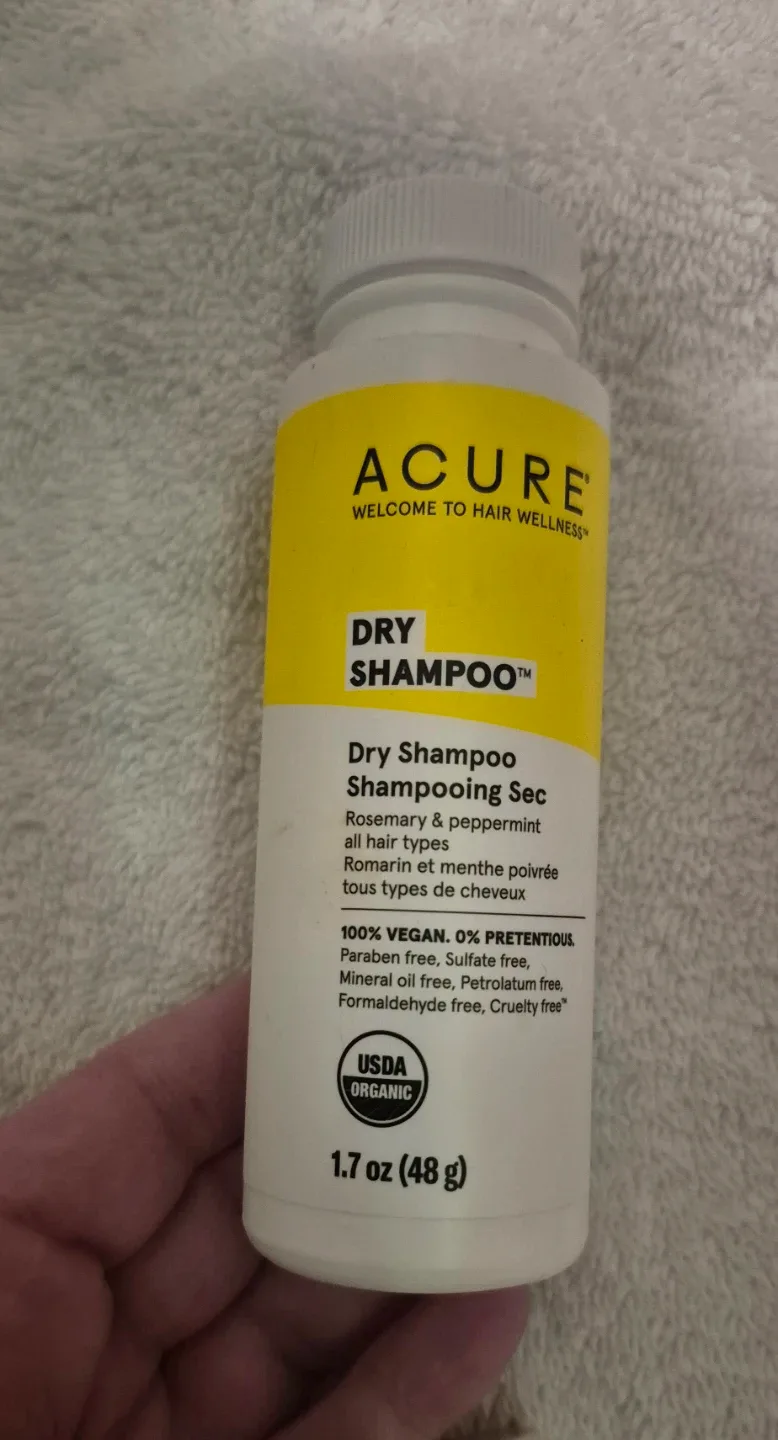 ACURE®
WELCOME TO HAIR WELLNESS™
DRY
SHAMPOO™
Dry Shampoo
Shampooing Sec
Rosemary & peppermint
all hair types
Romarin et menthe poivrée
tous types de cheveux
100% VEGAN. 0% PRETENTIOUS.
Paraben free, Sulfate free,
Mineral oil free, Petrolatum free,
Formaldehyde free, Cruelty free™
USDA
ORGANIC
1.7 oz (48 g)